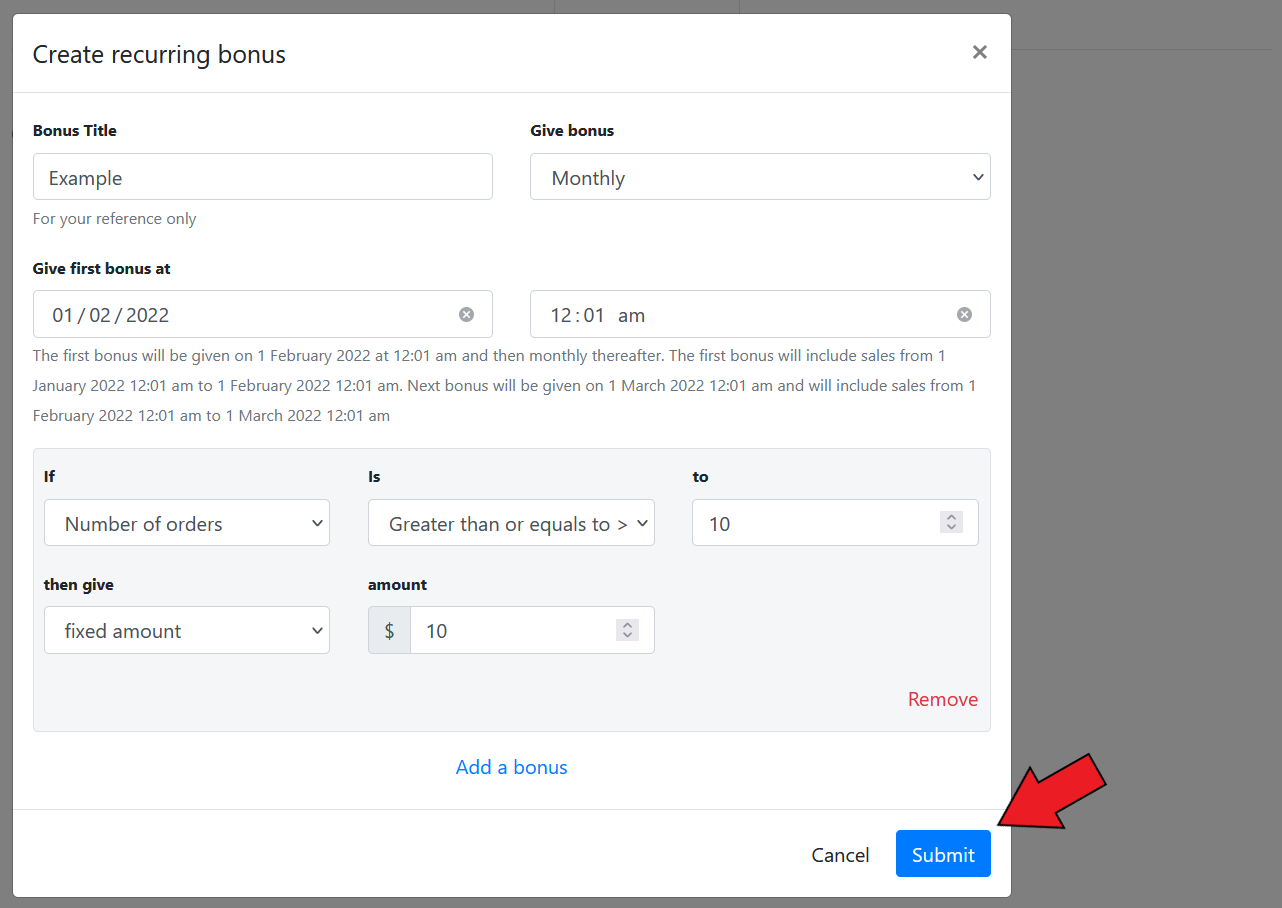 Create recurring bonus ×
Bonus Title Give bonus
Example Monthly
For your reference only
Give first bonus at
01/02/2022 12:01 am
The first bonus will be given on 1 February 2022 at 12:01 am and then monthly thereafter. The first bonus will include sales from 1
January 2022 12:01 am to 1 February 2022 12:01 am. Next bonus will be given on 1 March 2022 12:01 am and will include sales from 1
February 2022 12:01 am to 1 March 2022 12:01 am
If Is to
Number of orders Greater than or equals to > 10
then give amount
fixed amount $ 10
Remove
Add a bonus
Cancel Submit